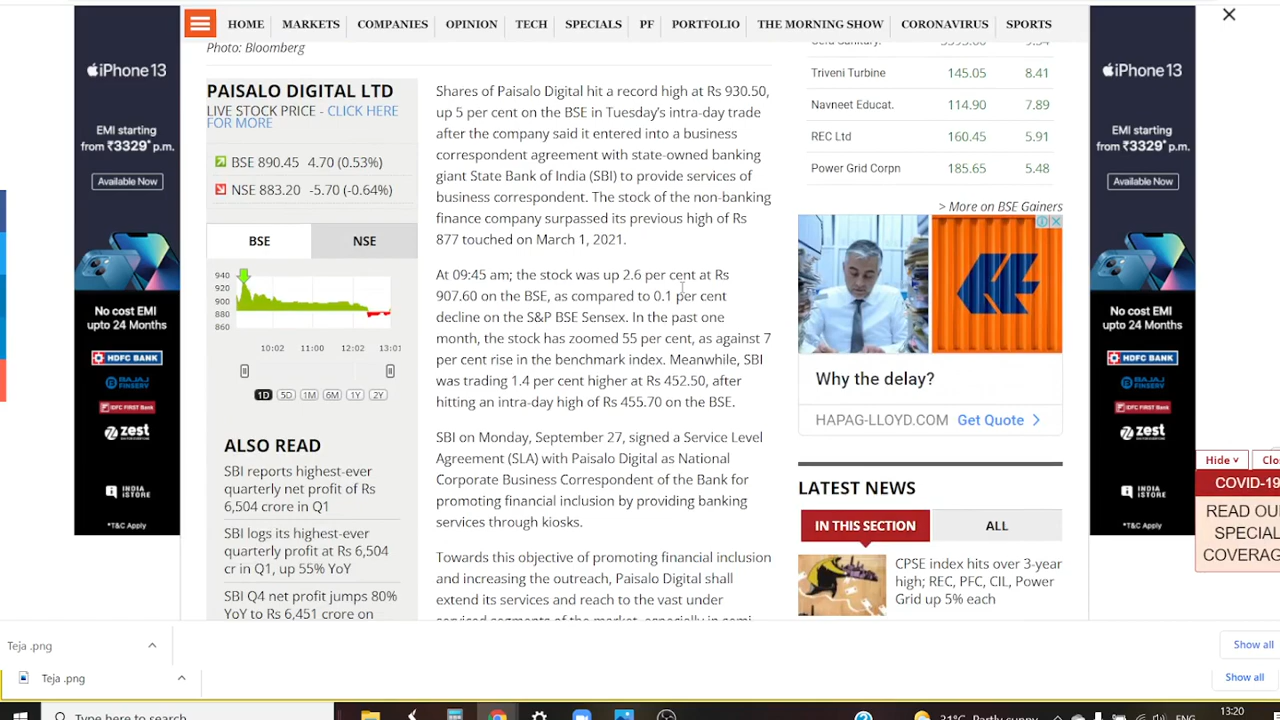 HOME
MARKETS
OPINION
TECH
SPECIALS
PORTFOLIO
THE MORNING SHOW
SPORTS
iPhone 13
EMI starting
from ₹3329* p.m.
Available Now
No cost EMI
upto 24 Months
HDFC BANK
BAJAJ
FINSERV
IDFC FIRST Bank
zest
INDIA
ISTORE
*T&C Apply
Photo: Bloomberg
PAISALO DIGITAL LTD
LIVE STOCK PRICE - CLICK HERE
FOR MORE
BSE 890.45 4.70 (0.53%)
NSE 883.20 -5.70 (-0.64%)
BSE
NSE
940
920
900
880
860
10:02 11:00 12:02 13:01
1D
1M
6M
1Y
2Y
ALSO READ
SBI reports highest-ever
quarterly net profit of Rs
6,504 crore in Q1
SBI logs its highest-ever
quarterly profit at Rs 6,504
cr in Q1, up 55% YoY
SBI Q4 net profit jumps 80%
YoY to Rs 6,451 crore on
Shares of Paisalo Digital hit a record high at Rs 930.50,
up 5 per cent on the BSE in Tuesday's intra-day trade
after the company said it entered into a business
correspondent agreement with state-owned banking
giant State Bank of India (SBI) to provide services of
business correspondent. The stock of the non-banking
finance company surpassed its previous high of Rs
877 touched on March 1, 2021.
At 09:45 am; the stock was up 2.6 per cent at Rs
907.60 on the BSE, as compared to 0.1 per cent
decline on the S&P BSE Sensex. In the past one
month, the stock has zoomed 55 per cent, as against 7
per cent rise in the benchmark index. Meanwhile, SBI
was trading 1.4 percent higher at Rs 452.50, after
hitting an intra-day high of Rs 455.70 on the BSE.
SBI on Monday, September 27, signed a Service Level
Agreement (SLA) with Paisalo Digital as National
Corporate Business Correspondent of the Bank for
promoting financial inclusion by providing banking
services through kiosks.
Towards this objective of promoting financial inclusion
and increasing the outreach, Paisalo Digital shall
extend its services and reach to the vast under
Triveni Turbine 145.05 8.41
Navneet Educat. 114.90 7.89
REC Ltd 160.45 5.91
Power Grid Corpn 185.65 5.48
> More on BSE Gainers
Why the delay?
HAPAG-LLOYD.COM Get Quote >
LATEST NEWS
IN THIS SECTION
ALL
CPSE index hits over 3-year
high; REC, PFC, CIL, Power
Grid up 5% each
iPhone 13
EMI starting
from ₹3329* p.m.
Available Now
No cost EMI
upto 24 Months
HDFC BANK
BAJAJ
FINSERV
IDFC FIRST Bank
zest
INDIA
ISTORE
*T&C Apply
Hide
COVID-19
READ OU
SPECIAL
COVERAG
Teja .png
Show all
Teja .png
Show all
Type here to search
31°C Partly sunny
ENG
13:20